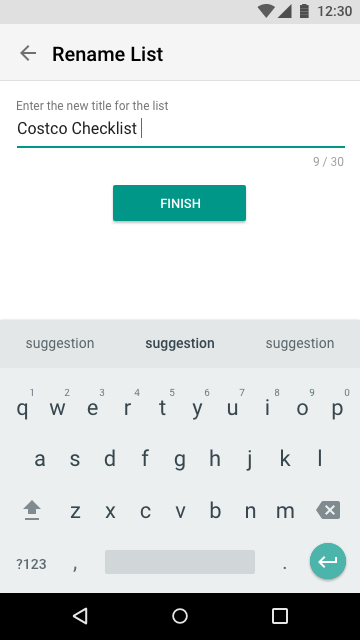 12:30
Rename List
Enter the new title for the list
Costco Checklist
9 / 30
FINISH
suggestion suggestion suggestion
1 2 3 4 5 6 7 8 9 0
q w e r t y u i o p
a s d f g h j k l
z x c v b n m
?123 , .